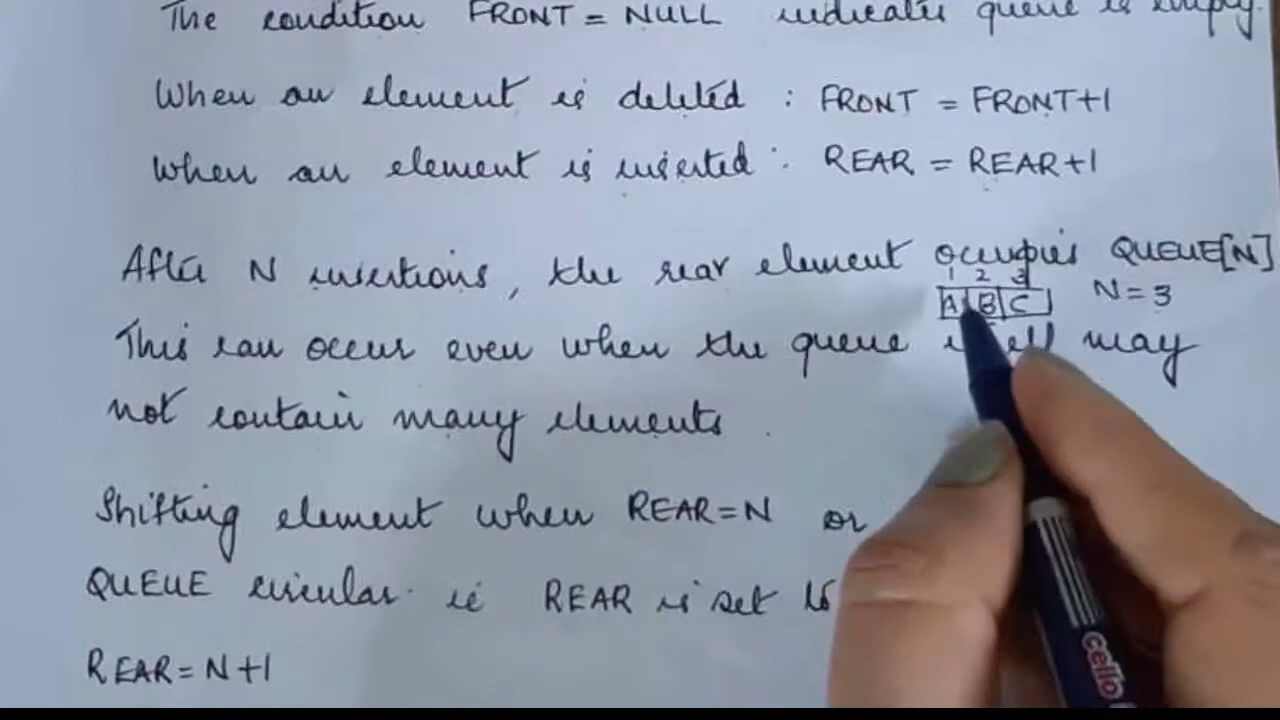 The condition FRONT = NULL indicates queue is empty.
When an element is deleted : FRONT = FRONT+1
When an element is inserted : REAR = REAR+1
After N insertions, the rear element occupies QUEUE[N]
1 2 3
A B C N = 3
This can occur even when the queue may
not contain many elements.
Shifting element when REAR=N or
QUEUE circular. ie REAR is set to
REAR = N+1
cello